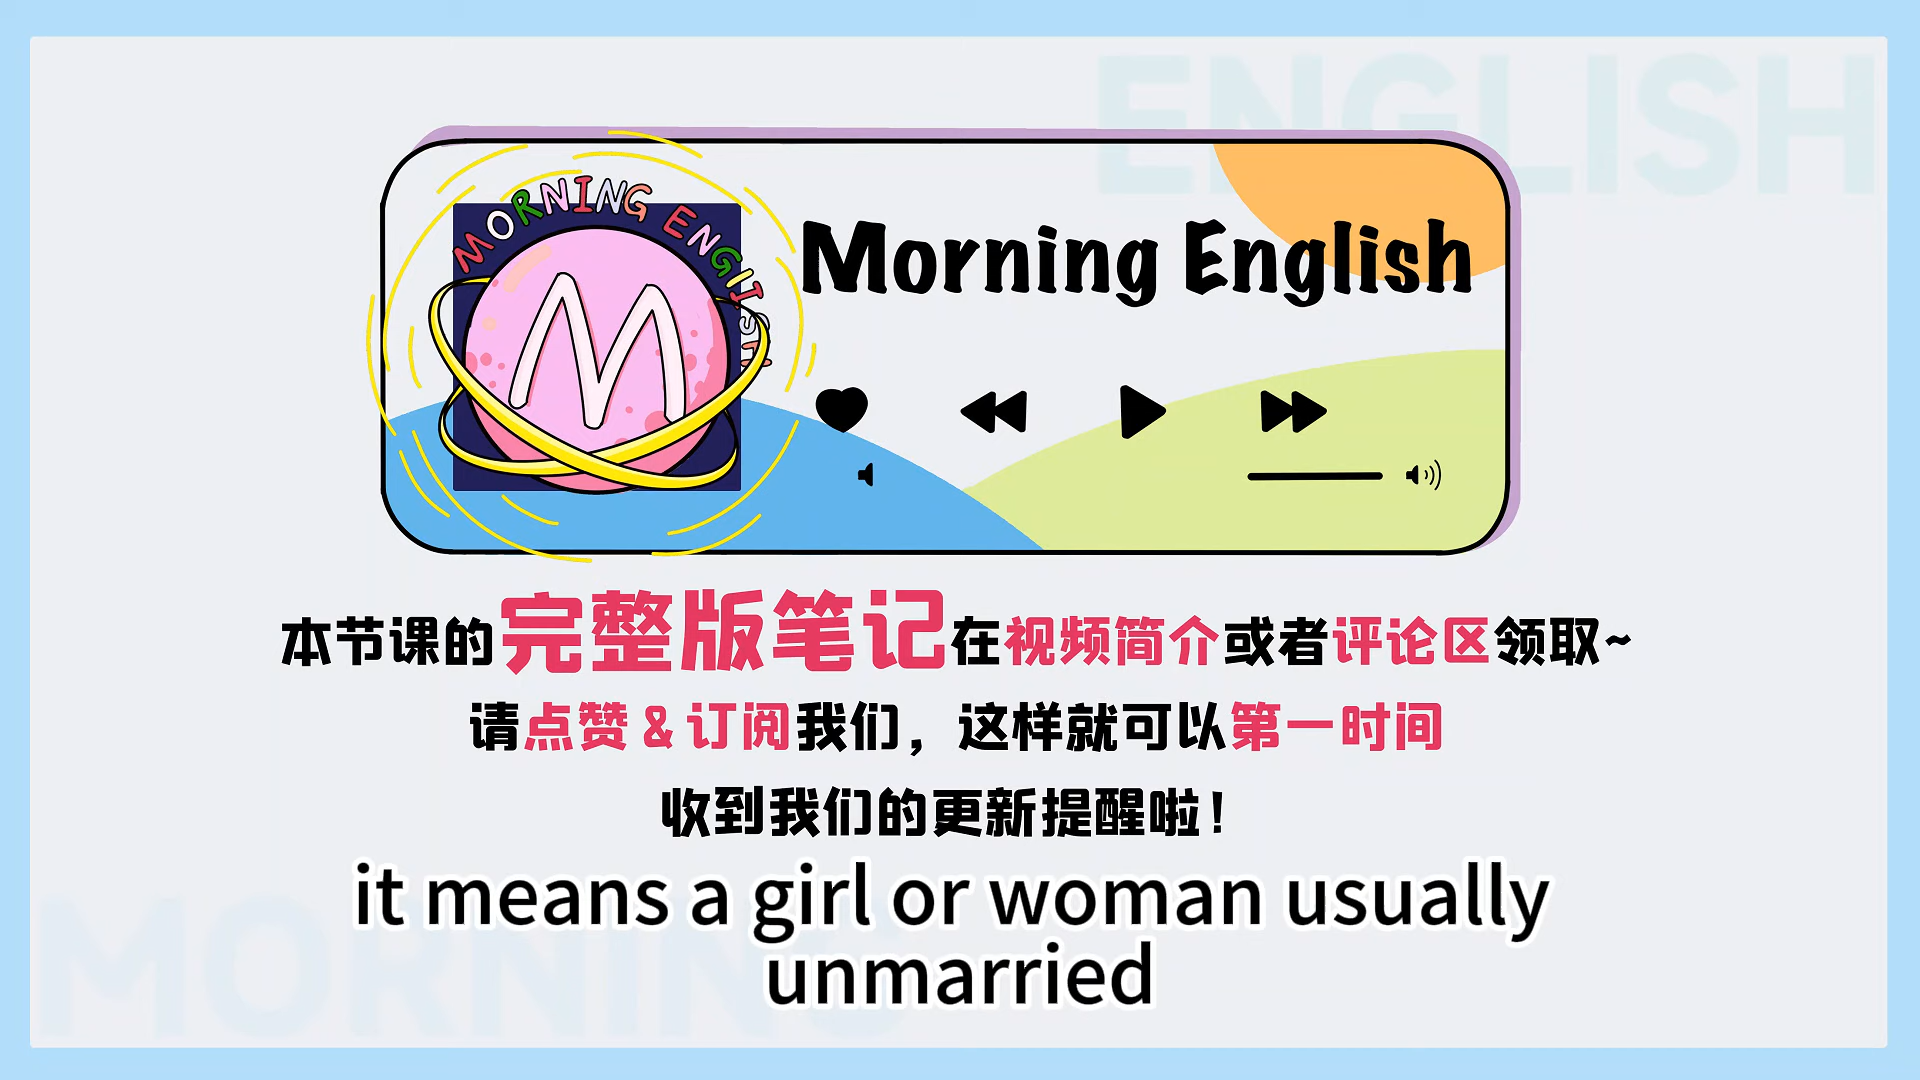 ENGLISH
MORNING ENGLISH
M
Morning English
本节课的完整版笔记在视频简介或者评论区领取~
请点赞&订阅我们，这样就可以第一时间
收到我们的更新提醒啦！
it means a girl or woman usually
unmarried
MORNING